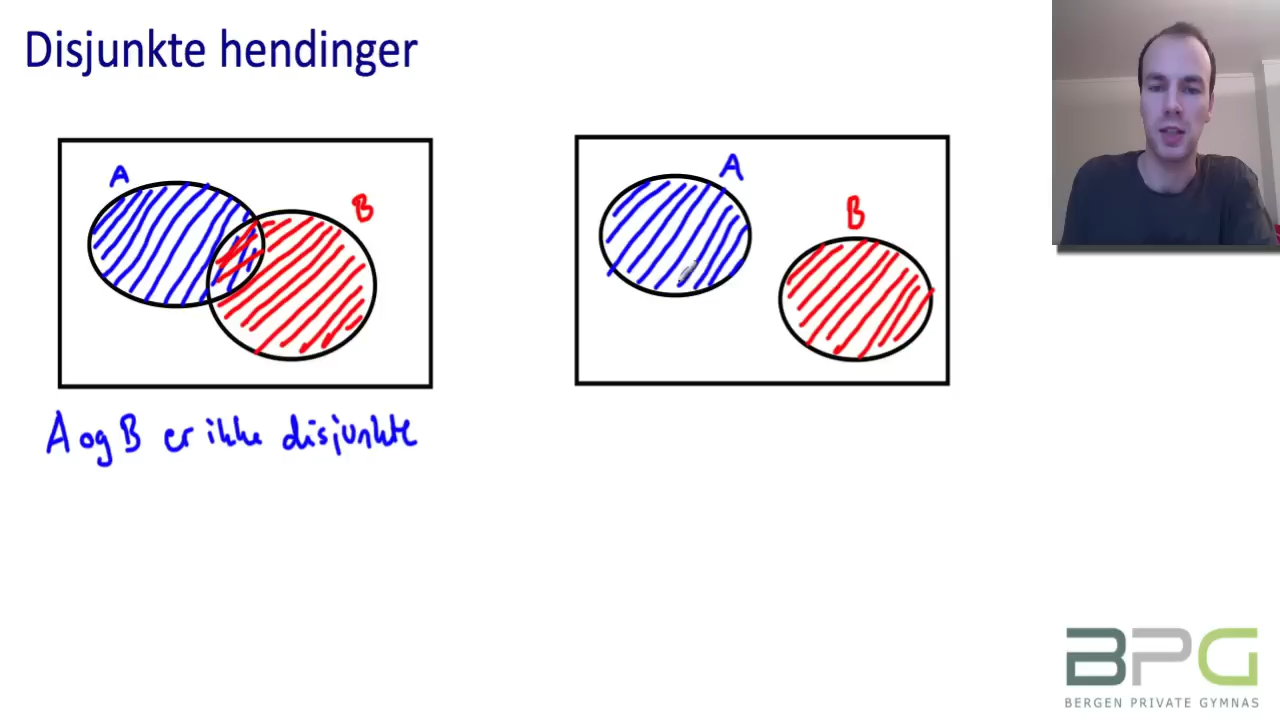 Disjunkte hendinger
A
B
A
B
A og B er ikke disjunkte
BPG
BERGEN PRIVATE GYMNAS